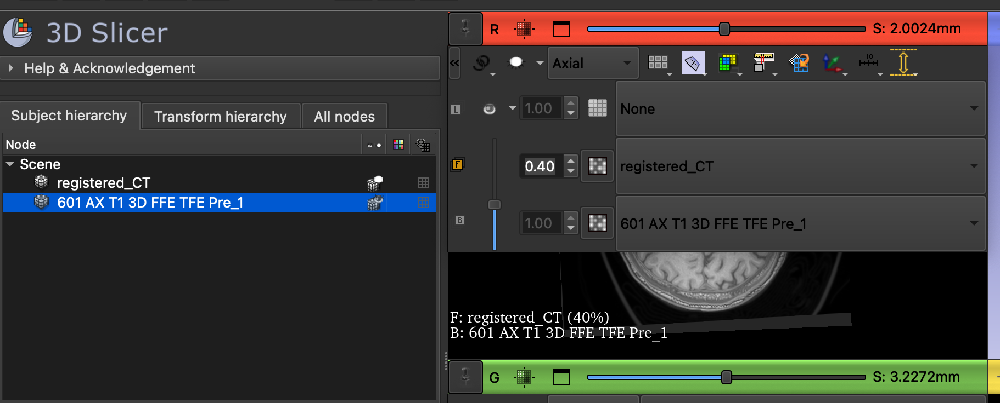 3D Slicer
Help & Acknowledgement
Subject hierarchy
Transform hierarchy
All nodes
Node
Scene
registered_CT
601 AX T1 3D FFE TFE Pre_1
R
S: 2.0024mm
«
Axial
10
L
1.00
None
F
0.40
registered_CT
B
1.00
601 AX T1 3D FFE TFE Pre_1
F: registered_CT (40%)
B: 601 AX T1 3D FFE TFE Pre_1
G
S: 3.2272mm